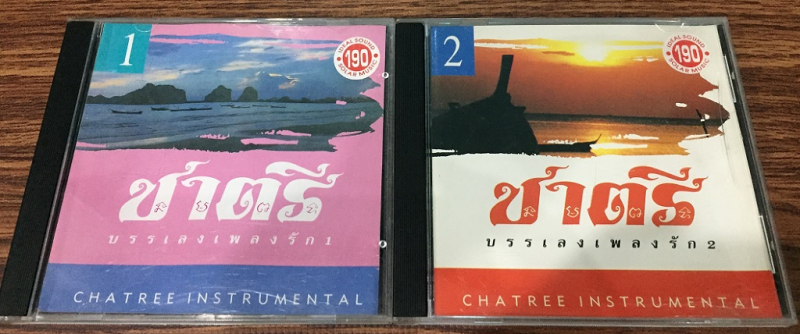 1
IDEAL SOUND
190
SOLAR MUSIC
ชาตรี
บรรเลงเพลงรัก 1
CHATREE INSTRUMENTAL
2
IDEAL SOUND
190
SOLAR MUSIC
ชาตรี
บรรเลงเพลงรัก 2
CHATREE INSTRUMENTAL